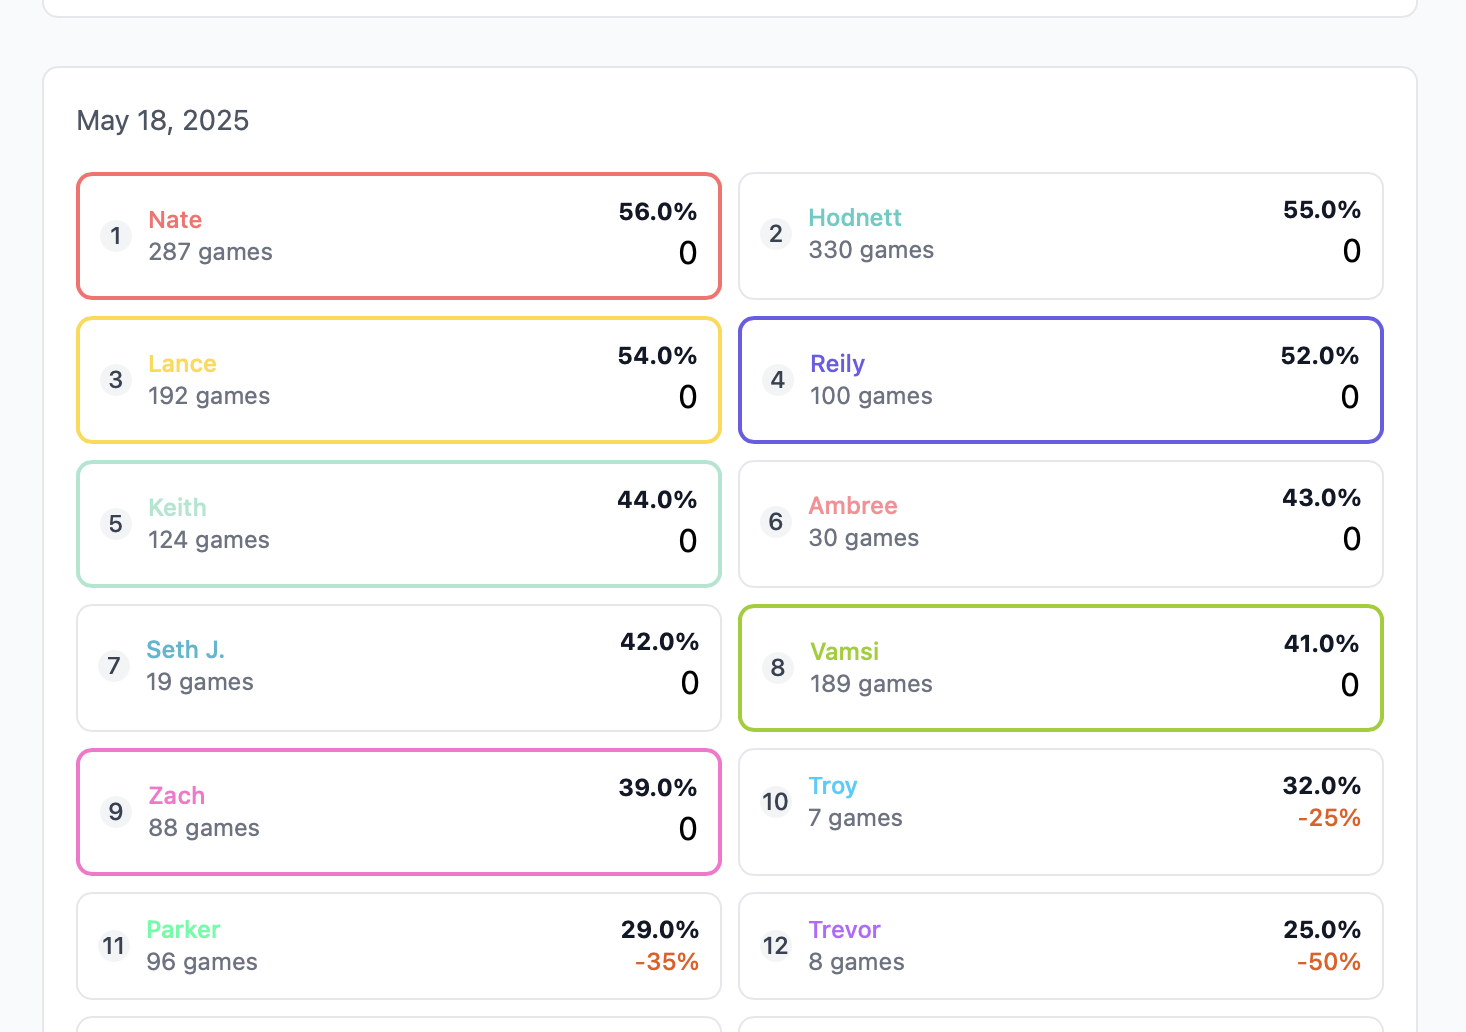 May 18, 2025
1
Nate
287 games
56.0%
0
2
Hodnett
330 games
55.0%
0
3
Lance
192 games
54.0%
0
4
Reily
100 games
52.0%
0
5
Keith
124 games
44.0%
0
6
Ambree
30 games
43.0%
0
7
Seth J.
19 games
42.0%
0
8
Vamsi
189 games
41.0%
0
9
Zach
88 games
39.0%
0
10
Troy
7 games
32.0%
-25%
11
Parker
96 games
29.0%
-35%
12
Trevor
8 games
25.0%
-50%